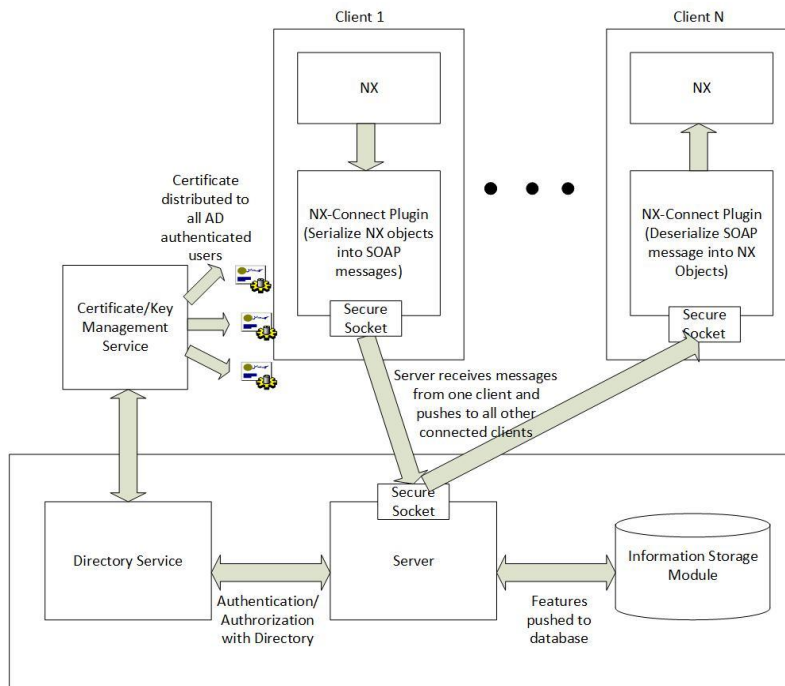 Client 1
Client N
NX
NX
Certificate
distributed to
all AD
authenticated
users
NX-Connect Plugin
(Serialize NX objects
into SOAP
messages)
NX-Connect Plugin
(Deserialize SOAP
message into NX
Objects)
Certificate/Key
Management
Service
Secure
Socket
Secure
Socket
Server receives messages
from one client and
pushes to all other
connected clients
Secure
Socket
Directory Service
Server
Information Storage
Module
Authentication/
Authrorization
with Directory
Features
pushed to
database